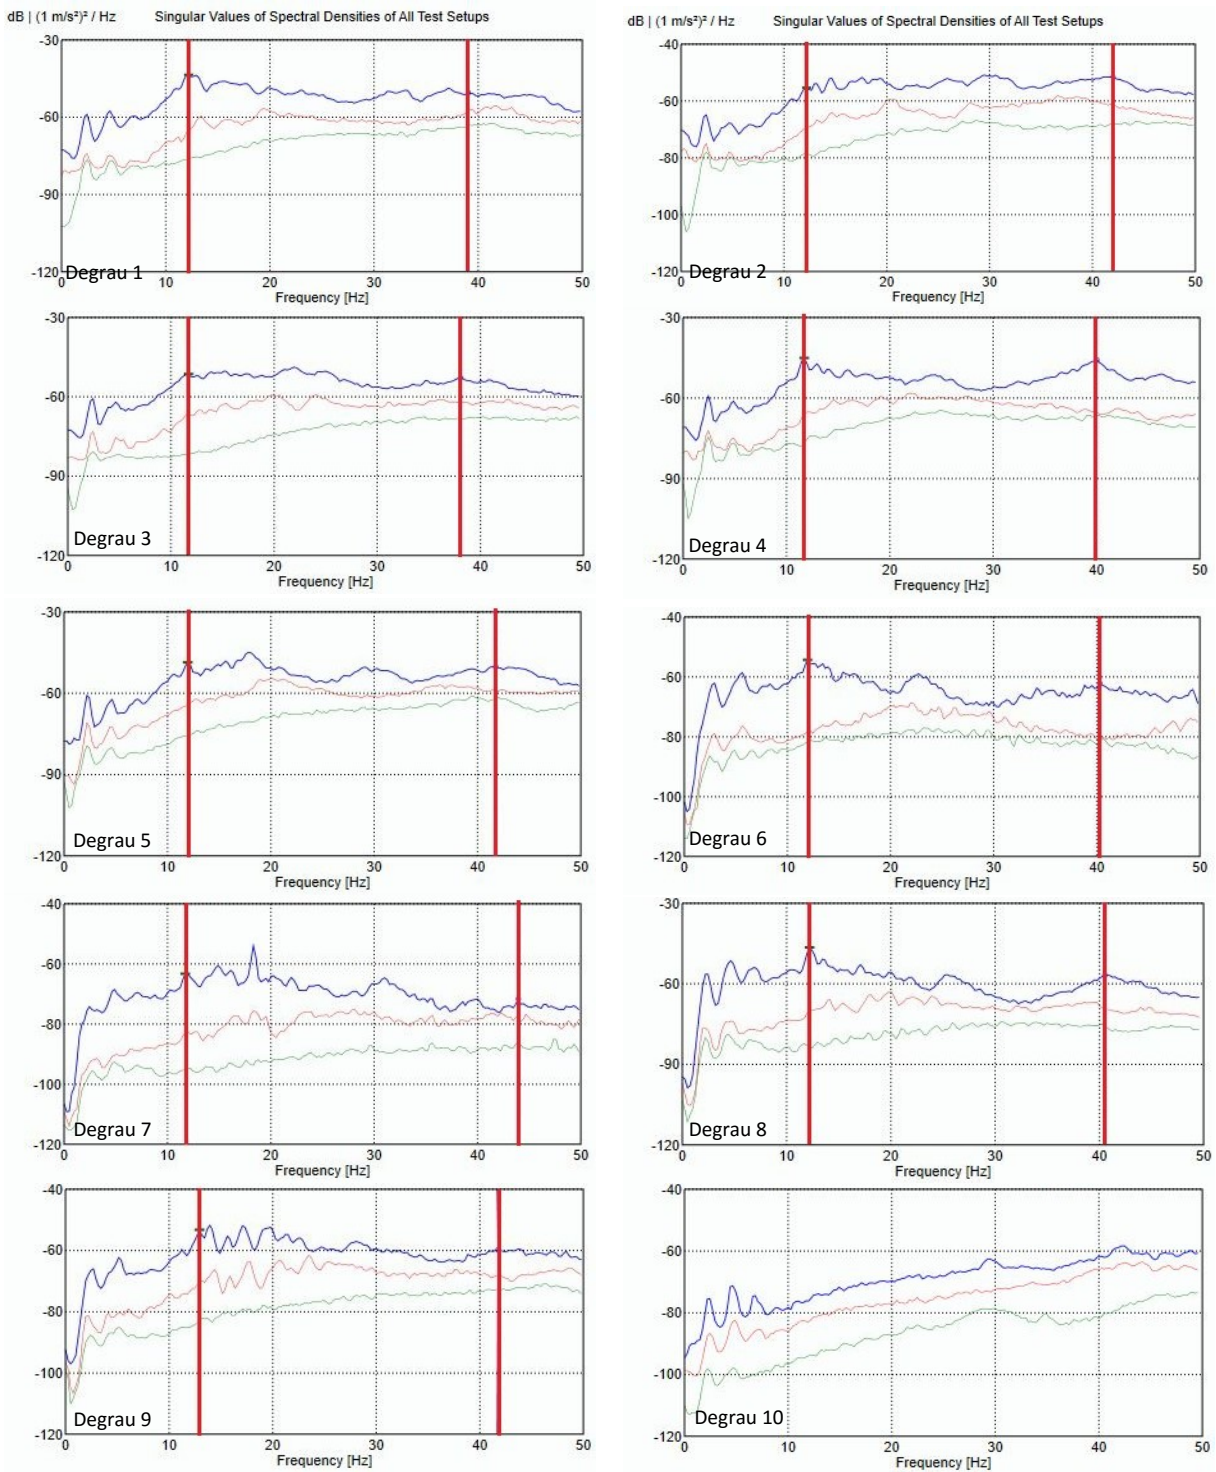 dB | (1 m/s²)² / Hz Singular Values of Spectral Densities of All Test Setups
-30
-60
-90
-120
Degrau 1
0 10 20 30 40 50
Frequency [Hz]
dB | (1 m/s²)² / Hz Singular Values of Spectral Densities of All Test Setups
-40
-60
-80
-100
-120
Degrau 2
0 10 20 30 40 50
Frequency [Hz]
-30
-60
-90
-120
Degrau 3
0 10 20 30 40 50
Frequency [Hz]
-30
-60
-90
-120
Degrau 4
0 10 20 30 40 50
Frequency [Hz]
-30
-60
-90
-120
Degrau 5
0 10 20 30 40 50
Frequency [Hz]
-40
-60
-80
-100
-120
Degrau 6
0 10 20 30 40 50
Frequency [Hz]
-40
-60
-80
-100
-120
Degrau 7
0 10 20 30 40 50
Frequency [Hz]
-30
-60
-90
-120
Degrau 8
0 10 20 30 40 50
Frequency [Hz]
-40
-60
-80
-100
-120
Degrau 9
0 10 20 30 40 50
Frequency [Hz]
-40
-60
-80
-100
-120
Degrau 10
0 10 20 30 40 50
Frequency [Hz]